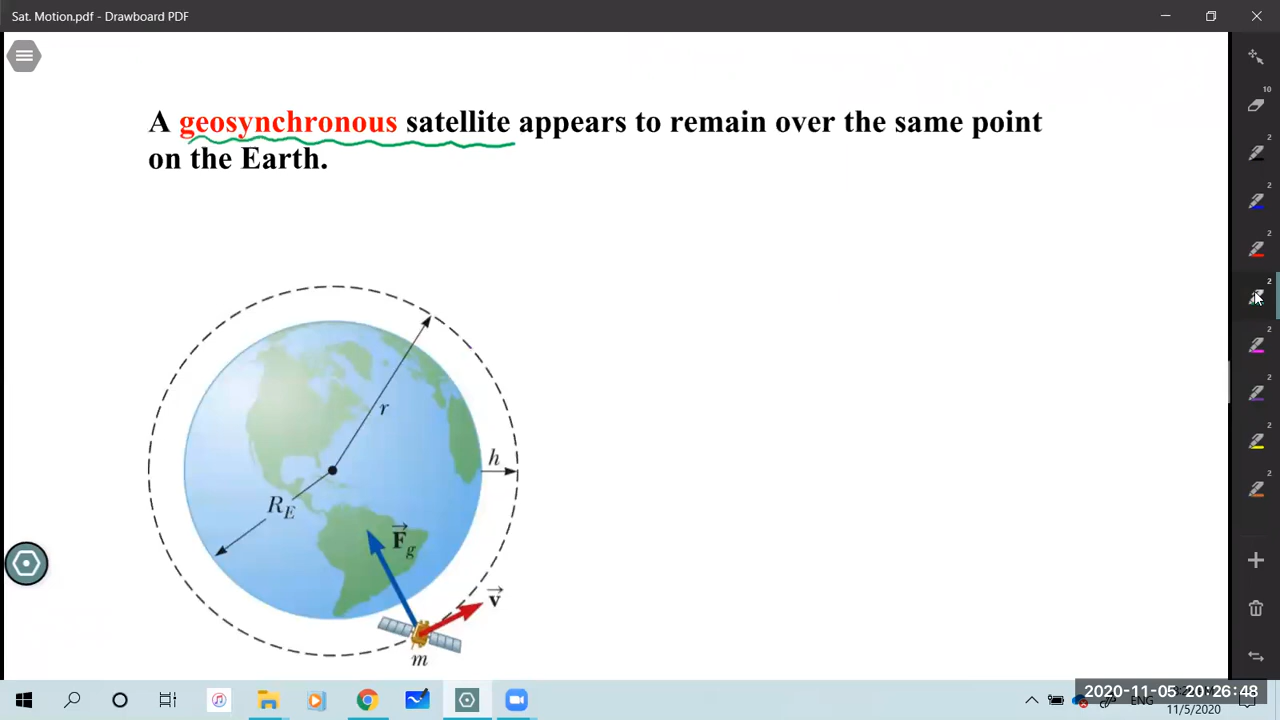 Sat. Motion.pdf - Drawboard PDF
A geosynchronous satellite appears to remain over the same point
on the Earth.
r
h
R_E
F_g
v
m
10
2
2
2
2
2
2
2
2
ENG
2020-11-05 20:26:48
11/5/2020